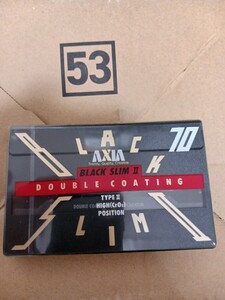 53
BLACK
70
AXIA
BLACK SLIM II
DOUBLE COATING
TYPE II
HIGH(CrO₂)
POSITION
SLIM